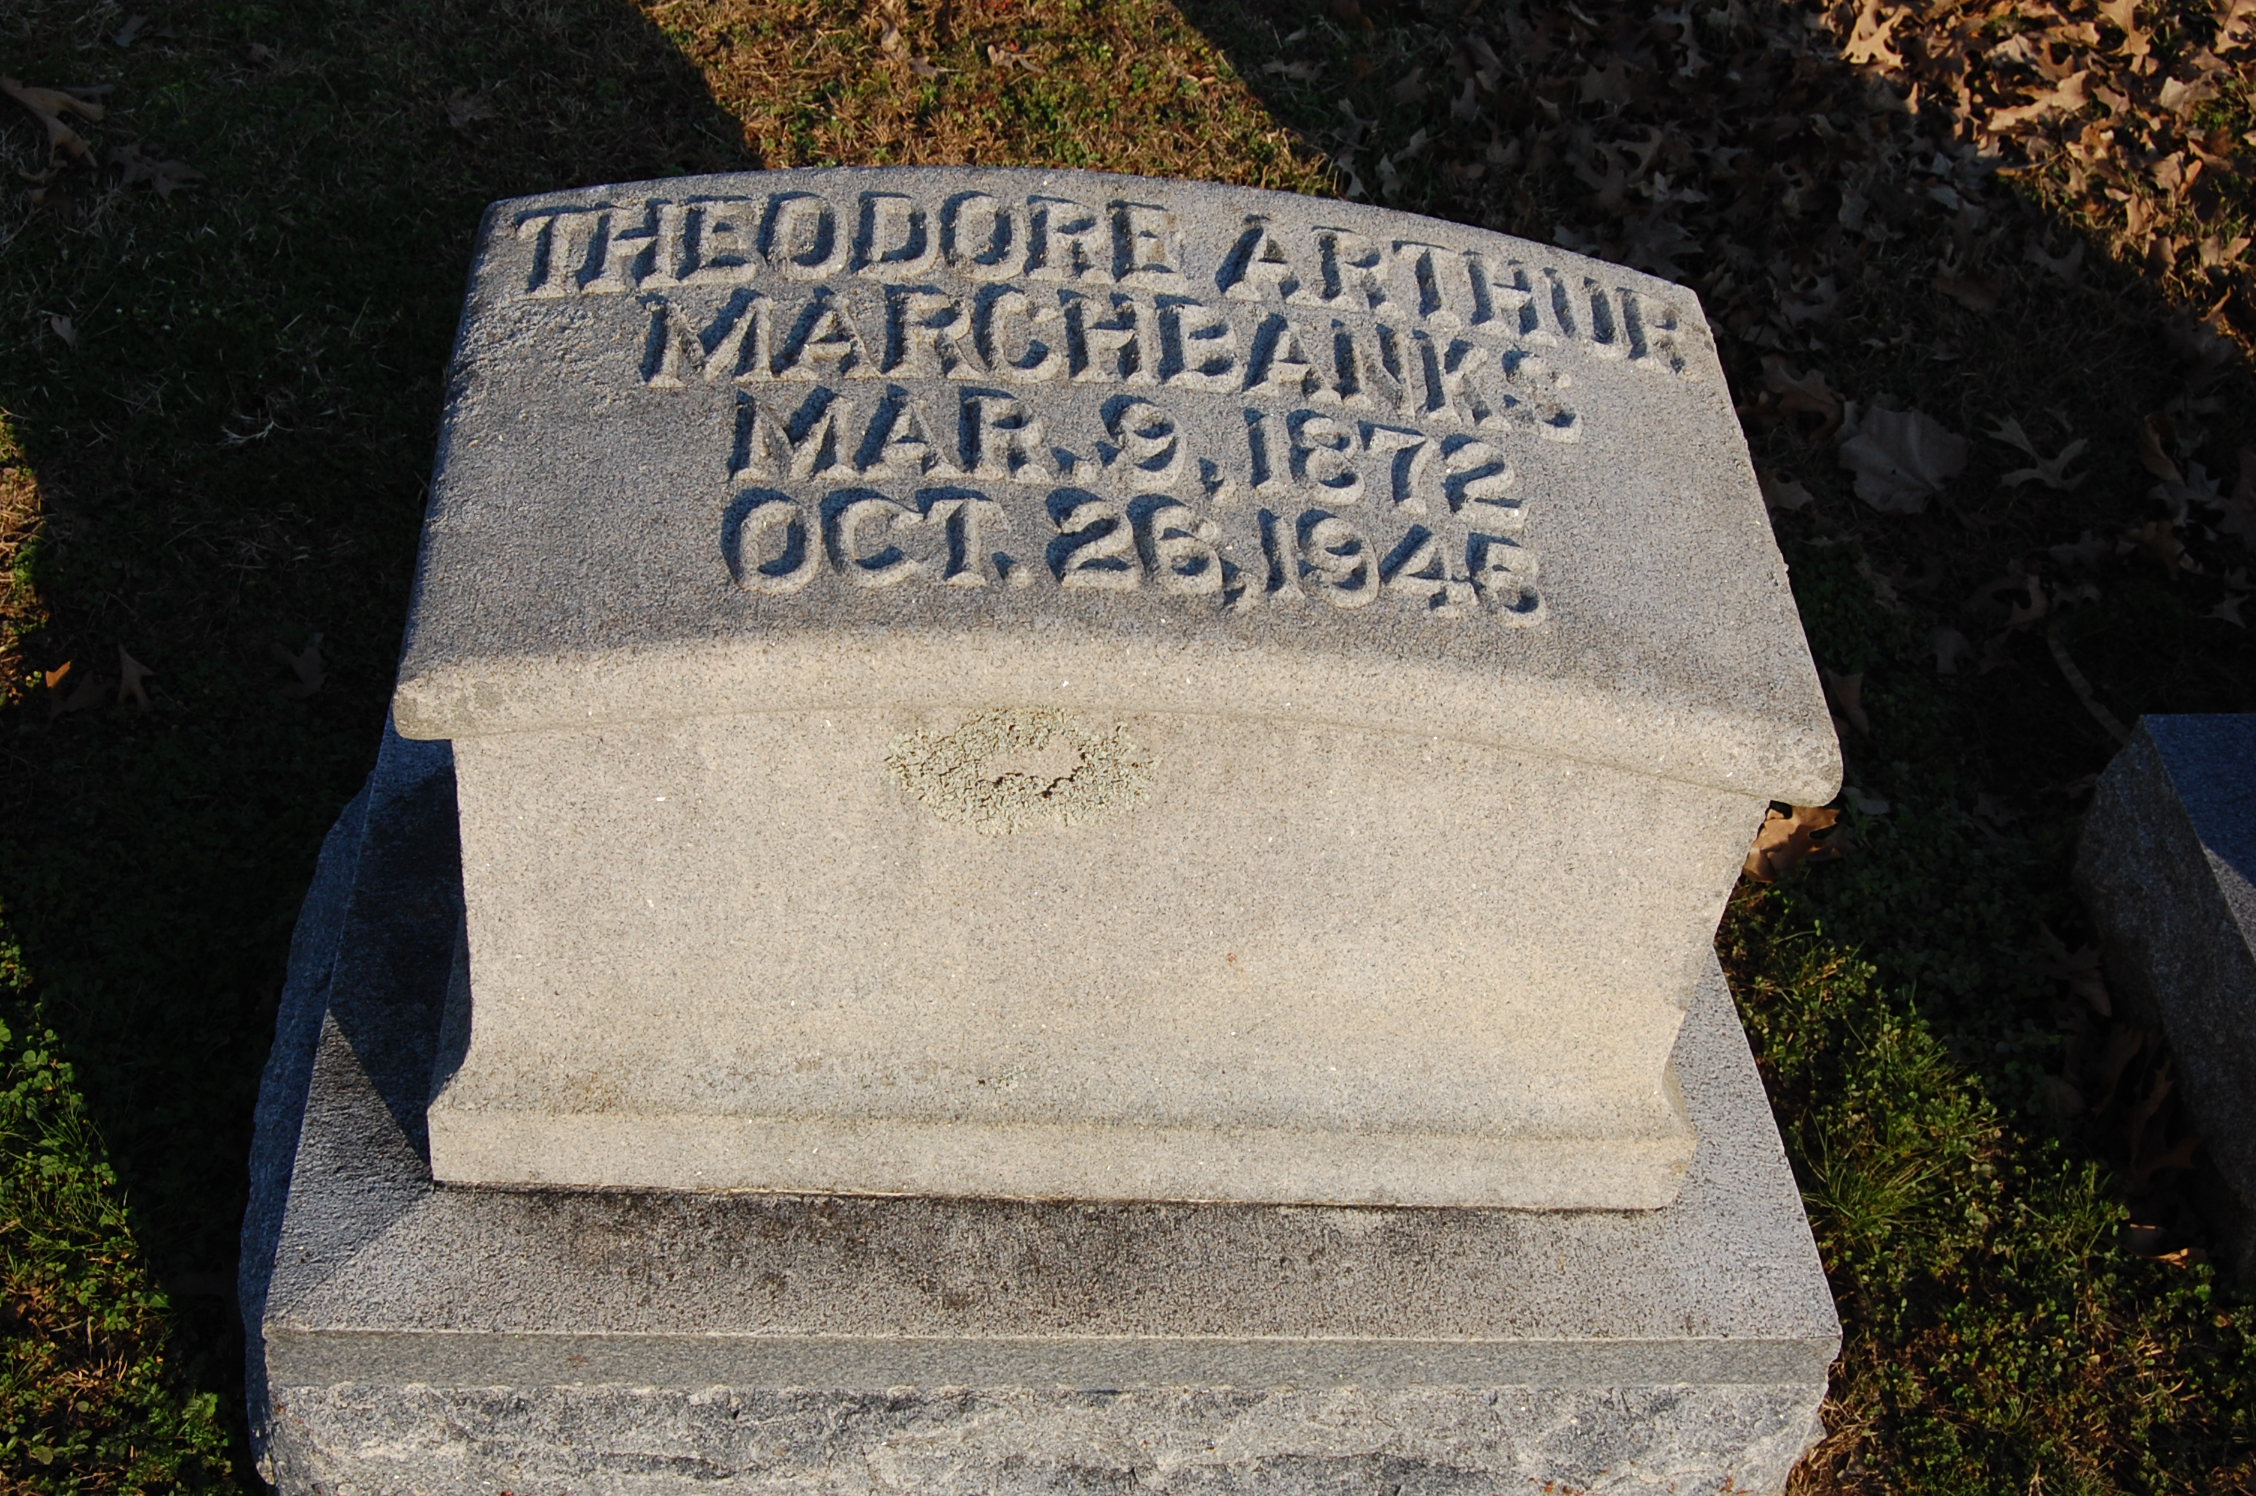 THEODORE ARTHUR
MARCHBANKS
MAR. 9, 1872
OCT. 26, 1945